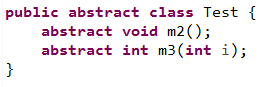 public abstract class Test {
    abstract void m2();
    abstract int m3(int i);
}